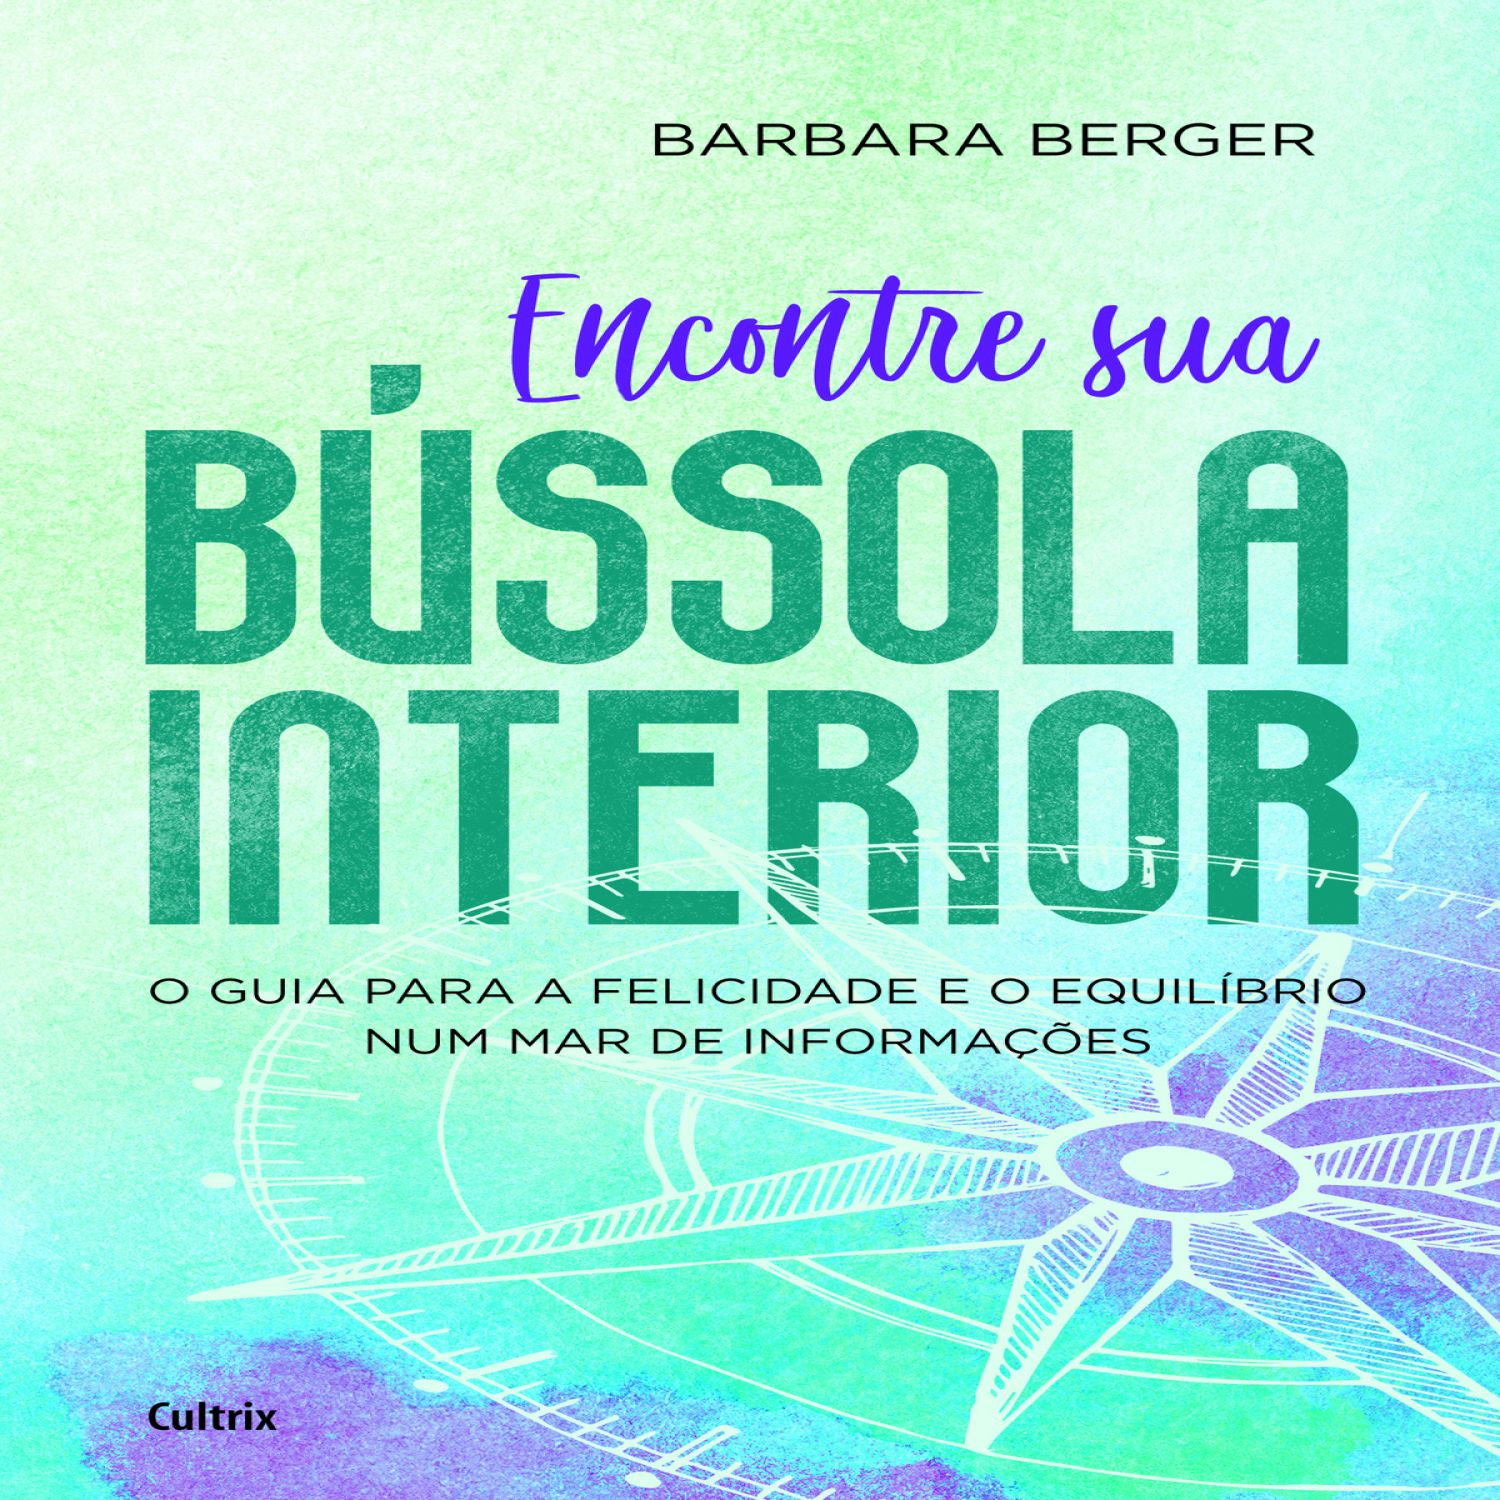 BARBARA BERGER
Encontre sua
BÚSSOLA
INTERIOR
O GUIA PARA A FELICIDADE E O EQUILÍBRIO
NUM MAR DE INFORMAÇÕES
Cultrix